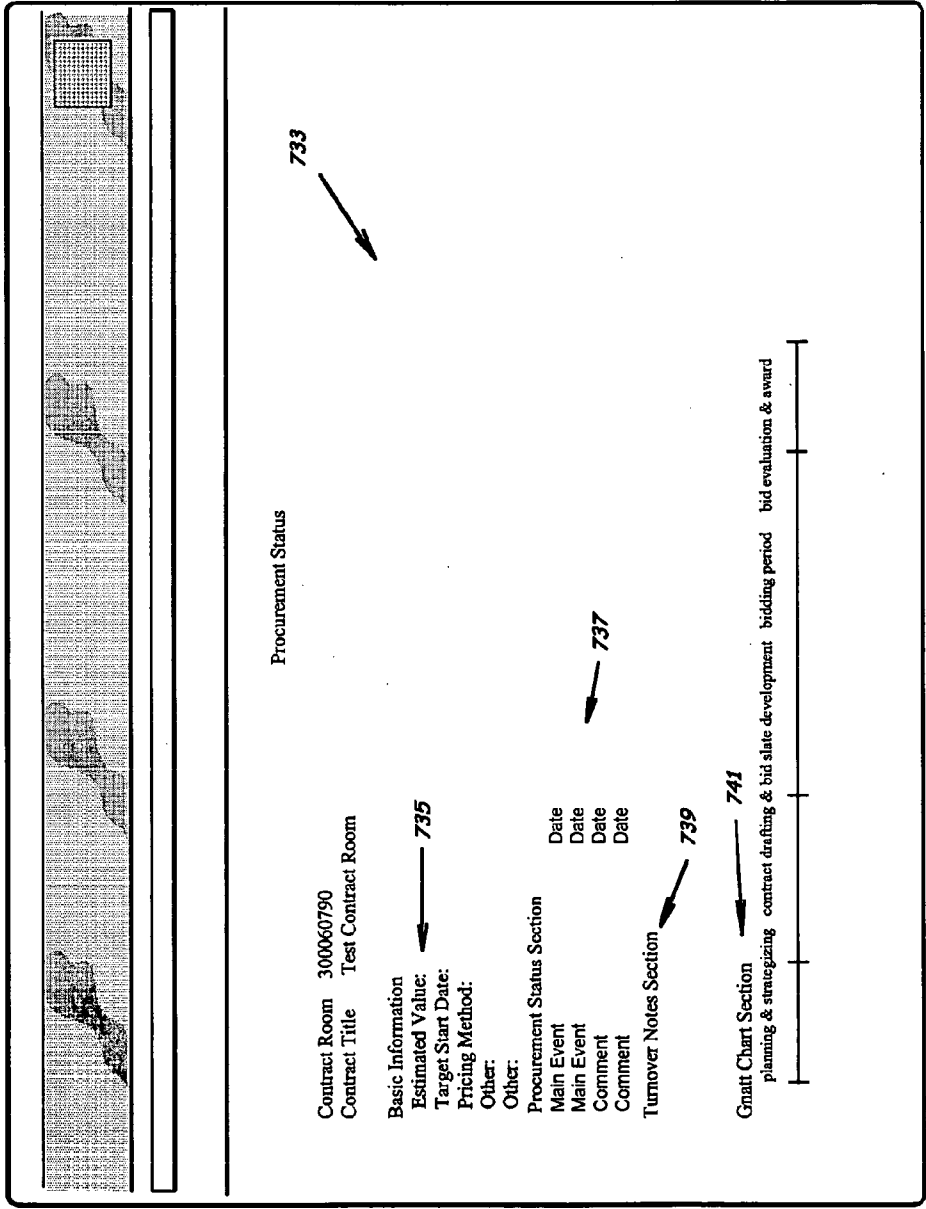 Procurement Status
733
Contract Room 300060790
Contract Title Test Contract Room
Basic Information
Estimated Value: 735
Target Start Date:
Pricing Method:
Other:
Other:
Procurement Status Section
Main Event Date
Main Event Date 737
Comment Date
Comment Date
Turnover Notes Section 739
Gnatt Chart Section 741
planning & strategizing contract drafting & bid slate development bidding period bid evaluation & award